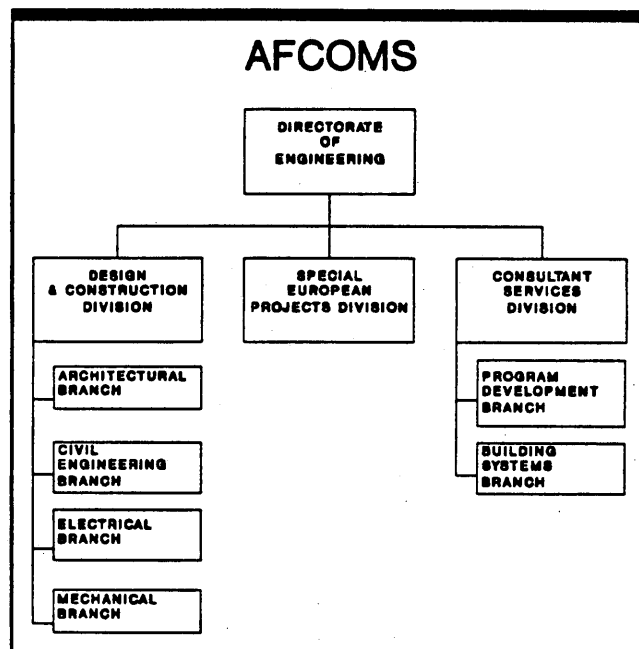 AFCOMS
DIRECTORATE
OF
ENGINEERING
DESIGN
& CONSTRUCTION
DIVISION
SPECIAL
EUROPEAN
PROJECTS DIVISION
CONSULTANT
SERVICES
DIVISION
ARCHITECTURAL
BRANCH
CIVIL
ENGINEERING
BRANCH
ELECTRICAL
BRANCH
MECHANICAL
BRANCH
PROGRAM
DEVELOPMENT
BRANCH
BUILDING
SYSTEMS
BRANCH